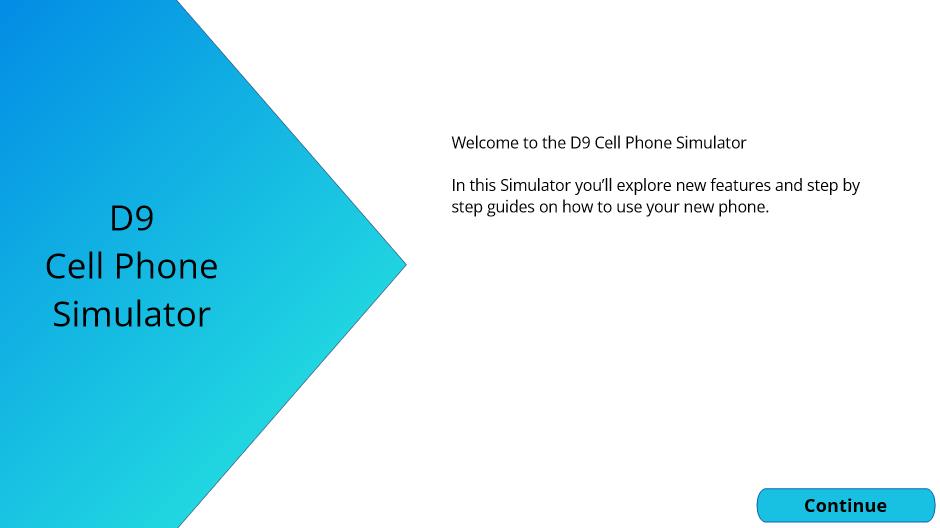 D9
Cell Phone
Simulator
Welcome to the D9 Cell Phone Simulator
In this Simulator you’ll explore new features and step by
step guides on how to use your new phone.
Continue